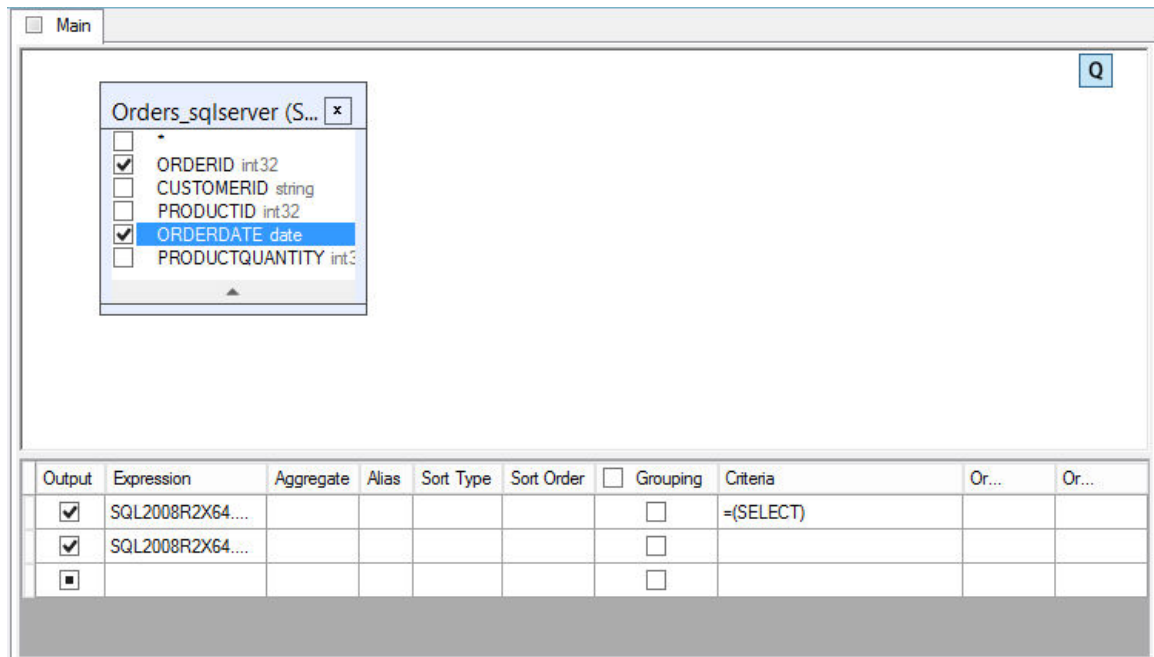 Main
Q
Orders_sqlserver (S... x
*
ORDERID int32
CUSTOMERID string
PRODUCTID int32
ORDERDATE date
PRODUCTQUANTITY int3
Output Expression Aggregate Alias Sort Type Sort Order Grouping Criteria Or... Or...
SQL2008R2X64.... =(SELECT)
SQL2008R2X64....